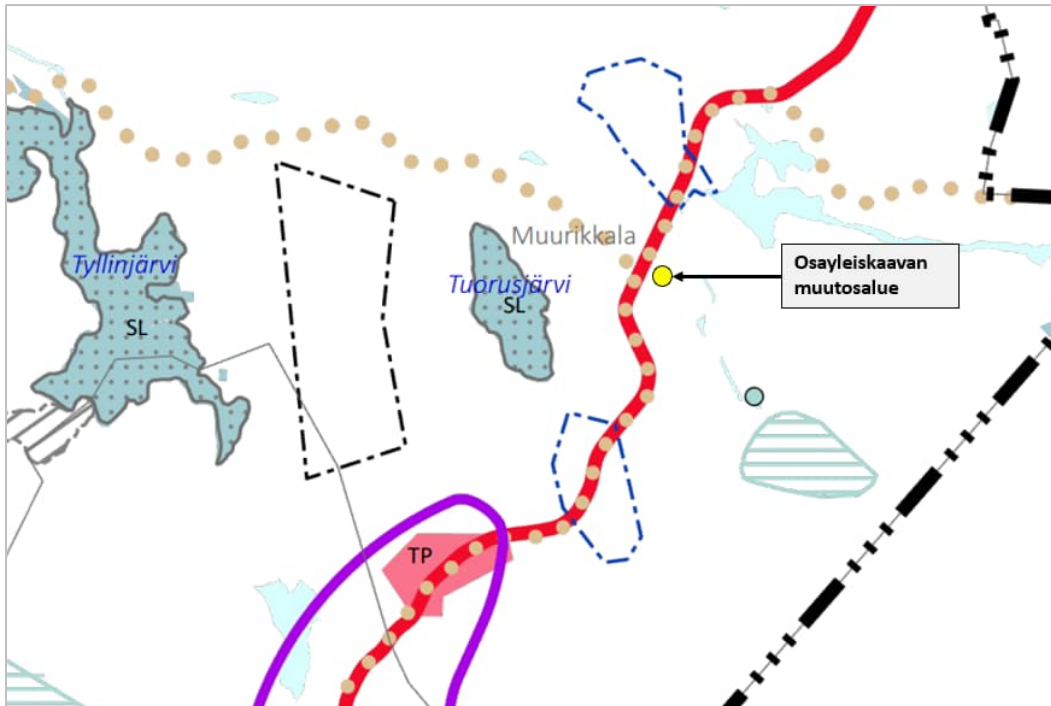 Muurikkala
Tyllinjärvi
Osayleiskaavan
muutosalue
Tuorusjärvi
SL
SL
TP